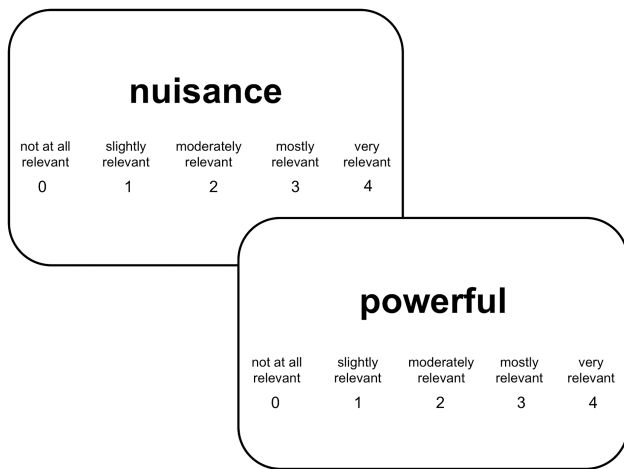 nuisance
not at all slightly moderately mostly very
relevant relevant relevant relevant relevant
0 1 2 3 4
powerful
not at all slightly moderately mostly very
relevant relevant relevant relevant relevant
0 1 2 3 4